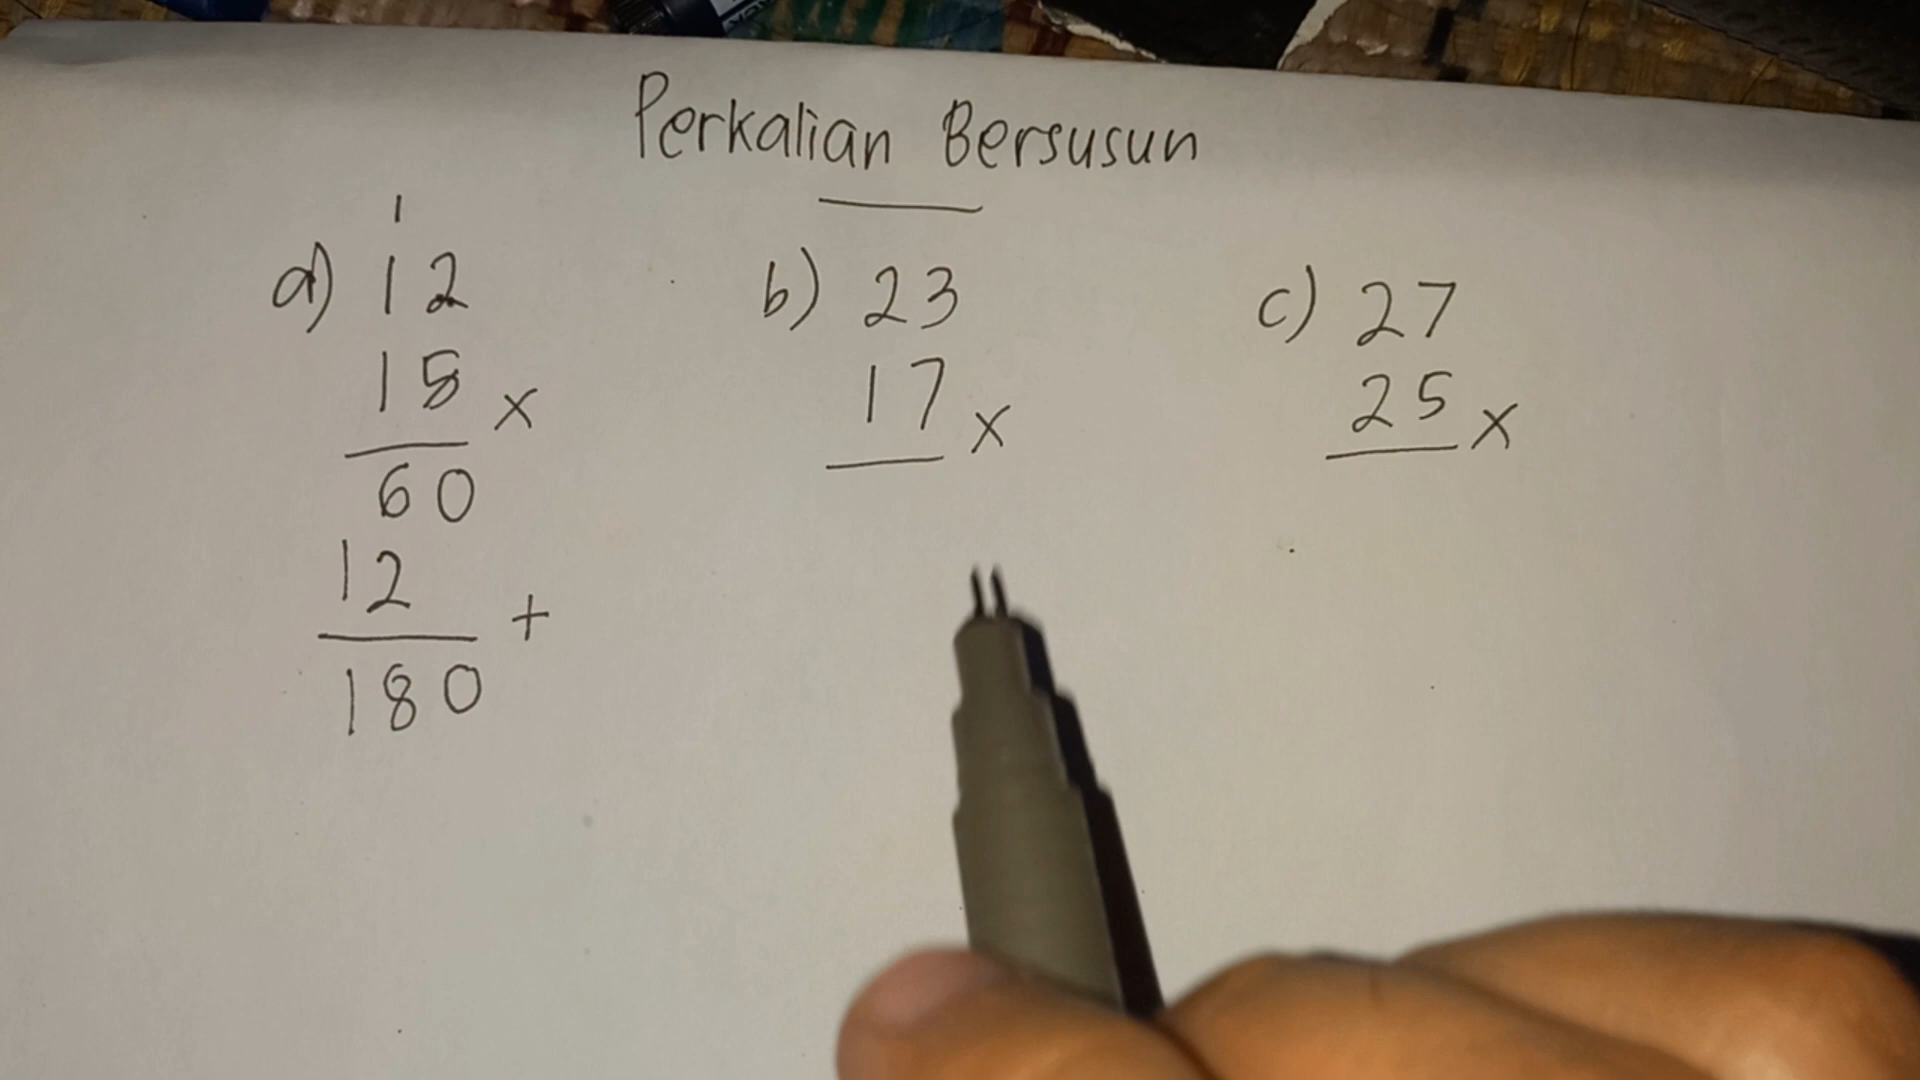 Perkalian Bersusun
1
a) 12
15 x
60
12 +
180
b) 23
17 x
c) 27
25 x